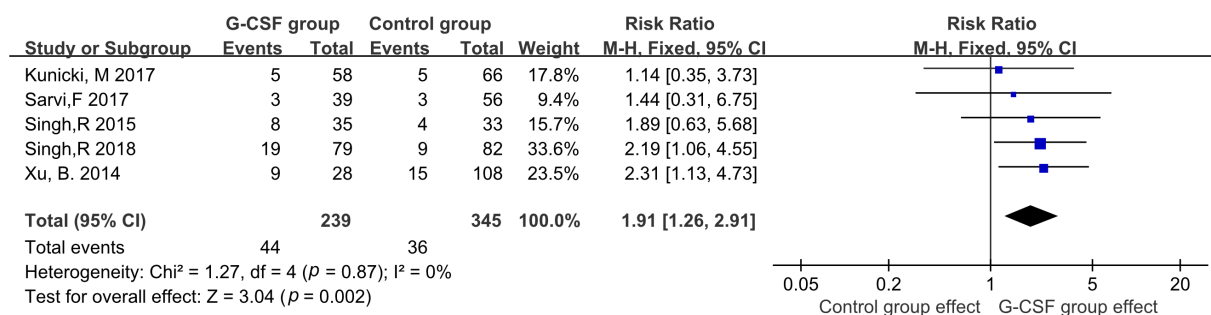 G-CSF group Control group Risk Ratio Risk Ratio
Study or Subgroup Events Total Events Total Weight M-H, Fixed, 95% CI M-H, Fixed, 95% CI
Kunicki, M 2017 5 58 5 66 17.8% 1.14 [0.35, 3.73]
Sarvi,F 2017 3 39 3 56 9.4% 1.44 [0.31, 6.75]
Singh,R 2015 8 35 4 33 15.7% 1.89 [0.63, 5.68]
Singh,R 2018 19 79 9 82 33.6% 2.19 [1.06, 4.55]
Xu, B. 2014 9 28 15 108 23.5% 2.31 [1.13, 4.73]
Total (95% CI) 239 345 100.0% 1.91 [1.26, 2.91]
Total events 44 36
Heterogeneity: Chi² = 1.27, df = 4 (p = 0.87); I² = 0%
Test for overall effect: Z = 3.04 (p = 0.002)
0.05 0.2 1 5 20
Control group effect G-CSF group effect